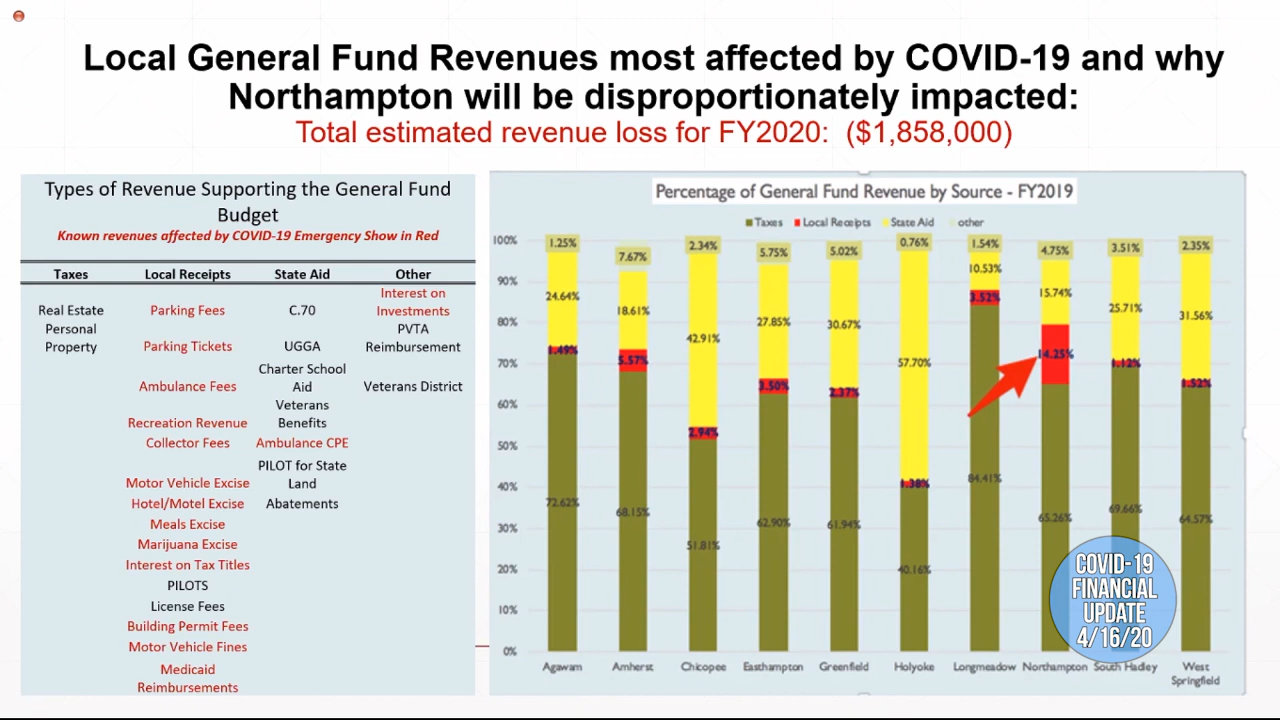 Local General Fund Revenues most affected by COVID-19 and why
Northampton will be disproportionately impacted:
Total estimated revenue loss for FY2020: ($1,858,000)
Types of Revenue Supporting the General Fund
Budget
Known revenues affected by COVID-19 Emergency Show in Red
Taxes Local Receipts State Aid Other
Real Estate
Personal
Property
Parking Fees
Parking Tickets
Ambulance Fees
Recreation Revenue
Collector Fees
Motor Vehicle Excise
Hotel/Motel Excise
Meals Excise
Marijuana Excise
Interest on Tax Titles
PILOTS
License Fees
Building Permit Fees
Motor Vehicle Fines
Medicaid
Reimbursements
C.70
UGGA
Charter School
Aid
Veterans
Benefits
Ambulance CPE
PILOT for State
Land
Abatements
Interest on
Investments
PVTA
Reimbursement
Veterans District
Percentage of General Fund Revenue by Source - FY2019
Taxes Local Receipts State Aid other
100%
90%
80%
70%
60%
50%
40%
30%
20%
10%
0%
1.25%
24.64%
1.49%
72.62%
Agawam
7.67%
18.61%
5.57%
68.15%
Amherst
2.34%
42.91%
2.94%
51.81%
Chicopee
5.75%
27.85%
3.50%
62.90%
Easthampton
5.02%
30.67%
2.37%
61.94%
Greenfield
0.76%
57.70%
1.38%
40.16%
Holyoke
1.54%
10.53%
3.52%
84.41%
Longmeadow
4.75%
15.74%
14.25%
65.26%
Northampton
3.51%
25.71%
1.12%
69.66%
South Hadley
2.35%
31.56%
1.52%
64.57%
West
Springfield
COVID-19
FINANCIAL
UPDATE
4/16/20